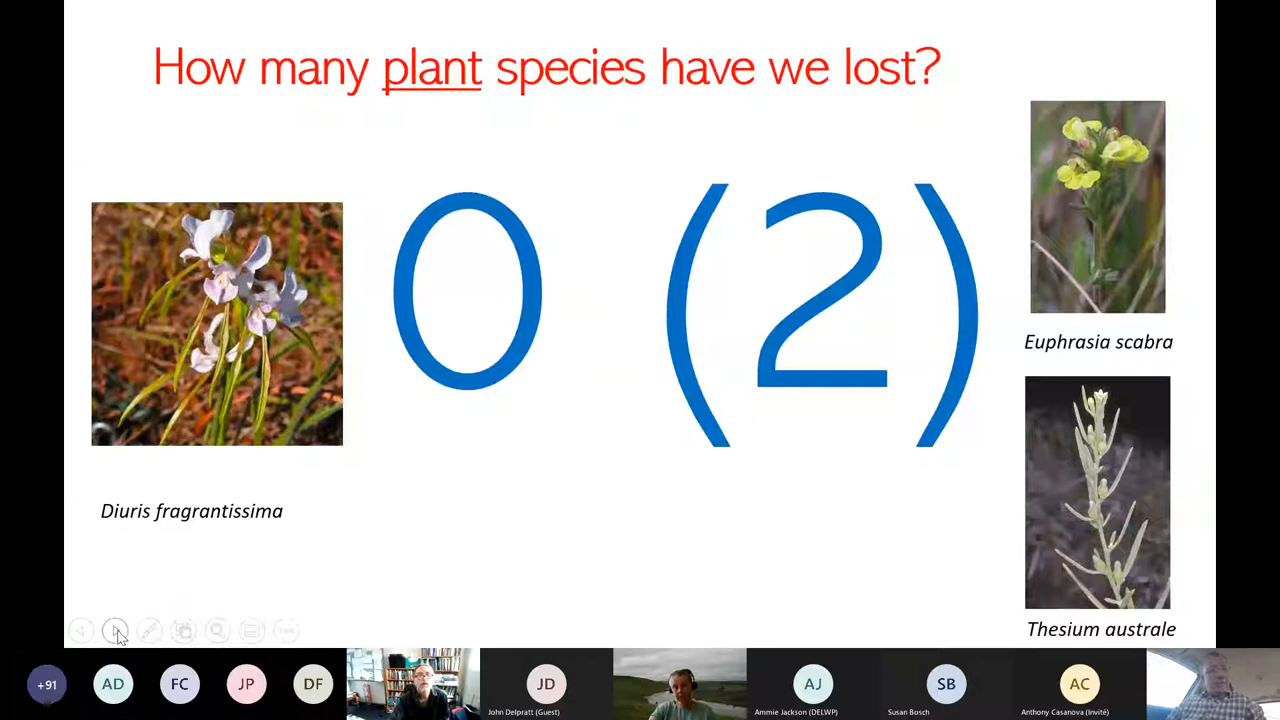 How many plant species have we lost?
0 (2)
Euphrasia scabra
Diuris fragrantissima
Thesium australe
+91
AD
FC
JP
DF
JD
John Delpratt (Guest)
AJ
Ammie Jackson (DELWP)
SB
Susan Bosch
AC
Anthony Casanova (Invité)